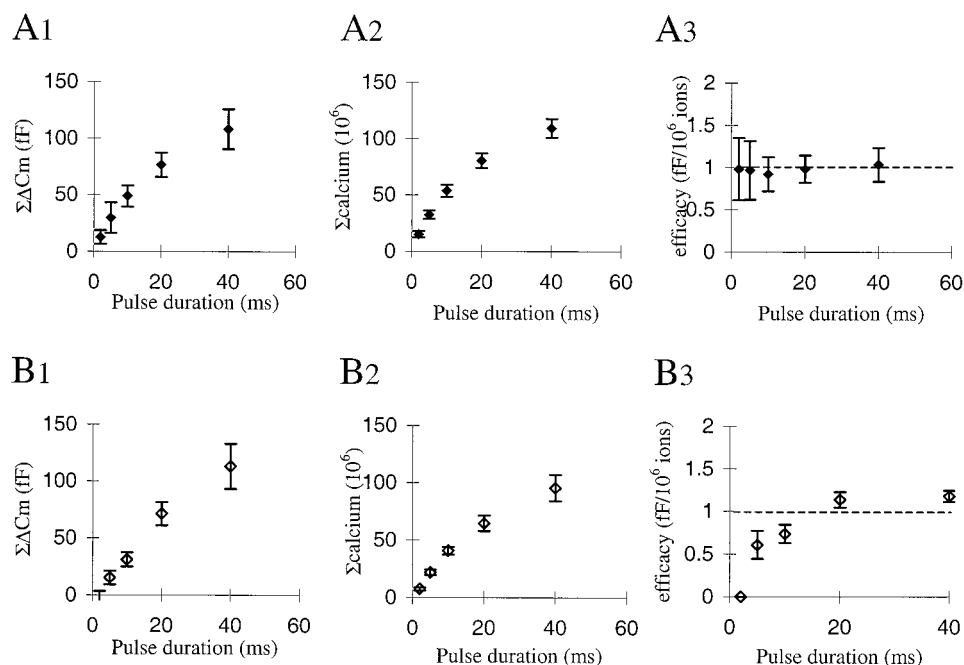 A1
ΣΔCm (fF)
150
100
50
0
0 20 40 60
Pulse duration (ms)
A2
Σcalcium (10⁶)
150
100
50
0
0 20 40 60
Pulse duration (ms)
A3
efficacy (fF/10⁶ ions)
2
1.5
1
0.5
0
0 20 40 60
Pulse duration (ms)
B1
ΣΔCm (fF)
150
100
50
0
0 20 40 60
Pulse duration (ms)
B2
Σcalcium (10⁶)
150
100
50
0
0 20 40 60
Pulse duration (ms)
B3
efficacy (fF/10⁶ ions)
2
1.5
1
0.5
0
0 20 40
Pulse duration (ms)